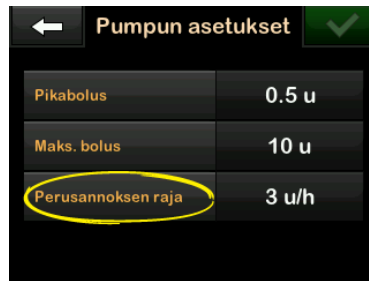 Pumpun asetukset
Pikabolus 0.5 u
Maks. bolus 10 u
Perusannoksen raja 3 u/h